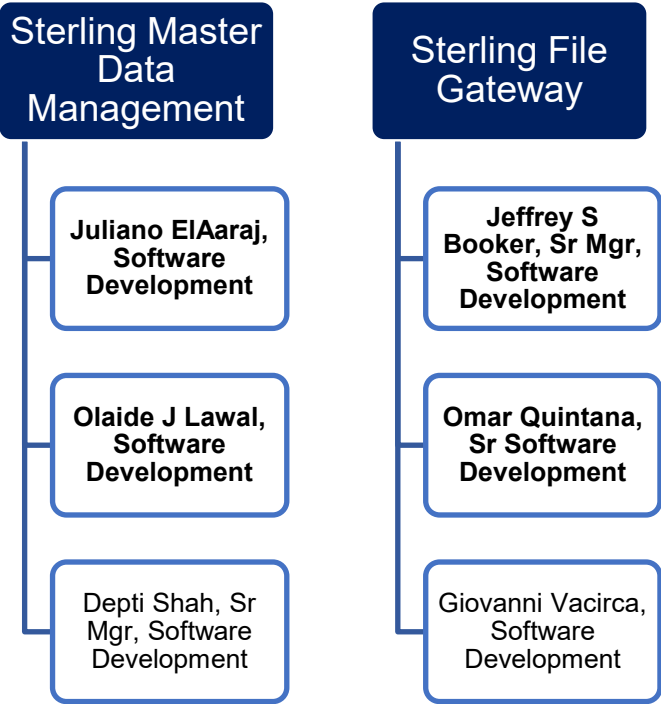 Sterling Master
Data
Management
Juliano ElAaraj,
Software
Development
Olaide J Lawal,
Software
Development
Depti Shah, Sr
Mgr, Software
Development
Sterling File
Gateway
Jeffrey S
Booker, Sr Mgr,
Software
Development
Omar Quintana,
Sr Software
Development
Giovanni Vacirca,
Software
Development